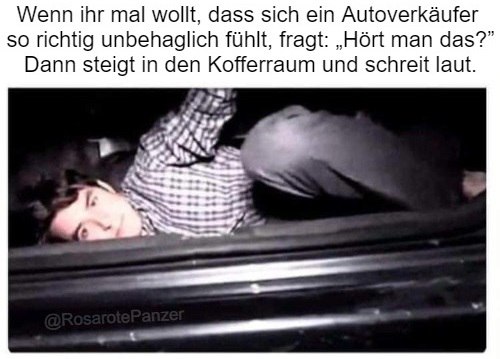 Wenn ihr mal wollt, dass sich ein Autoverkäufer
so richtig unbehaglich fühlt, fragt: „Hört man das?”
Dann steigt in den Kofferraum und schreit laut.
@RosarotePanzer